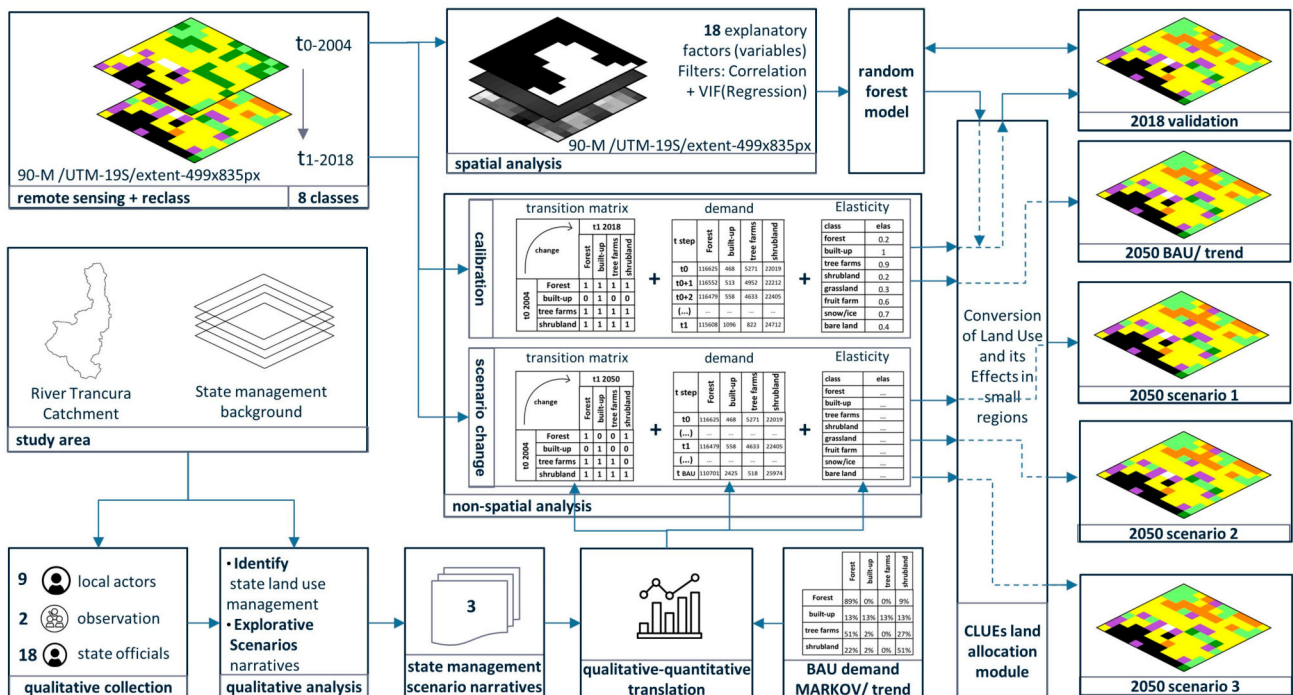 t0-2004
t1-2018
90-M /UTM-19S/extent-499x835px
remote sensing + reclass
8 classes
18 explanatory
factors (variables)
Filters: Correlation
+ VIF(Regression)
90-M /UTM-19S/extent-499x835px
spatial analysis
random
forest
model
2018 validation
2050 BAU/ trend
2050 scenario 1
2050 scenario 2
2050 scenario 3
River Trancura
Catchment
State management
background
study area
calibration
transition matrix
t1 2018
change
Forest
built-up
tree farms
shrubland
t0 2004
Forest 1 1 1 1
built-up 0 1 0 0
tree farms 1 1 1 1
shrubland 1 1 1 1
+
demand
t step Forest built-up tree farms shrubland
t0 116625 468 5271 22019
t0+1 116552 513 4952 22212
t0+2 116479 558 4633 22405
(...) ... ... ... ...
t1 115608 1096 822 24712
+
Elasticity
class elas
forest 0.2
built-up 1
tree farms 0.9
shrubland 0.2
grassland 0.3
fruit farm 0.6
snow/ice 0.7
bare land 0.4
scenario change
transition matrix
t1 2050
change
Forest
built-up
tree farms
shrubland
t0 2004
Forest 1 0 0 1
built-up 0 1 0 0
tree farms 1 1 1 0
shrubland 1 1 1 1
+
demand
t step Forest built-up tree farms shrubland
t0 116625 468 5271 22019
(...) ... ... ... ...
t1 116479 558 4633 22405
(...) ... ... ... ...
t BAU 110701 2425 518 25974
+
Elasticity
class elas
forest ...
built-up ...
tree farms ...
shrubland ...
grassland ...
fruit farm ...
snow/ice ...
bare land ...
non-spatial analysis
Conversion
of Land Use
and its
Effects in
small
regions
CLUEs land
allocation
module
9 local actors
2 observation
18 state officials
qualitative collection
• Identify
state land use
management
• Explorative
Scenarios
narratives
qualitative analysis
3
state management
scenario narratives
qualitative-quantitative
translation
Forest built-up tree farms shrubland
Forest 89% 0% 0% 9%
built-up 13% 13% 13% 13%
tree farms 51% 2% 0% 27%
shrubland 22% 2% 0% 51%
BAU demand
MARKOV/ trend